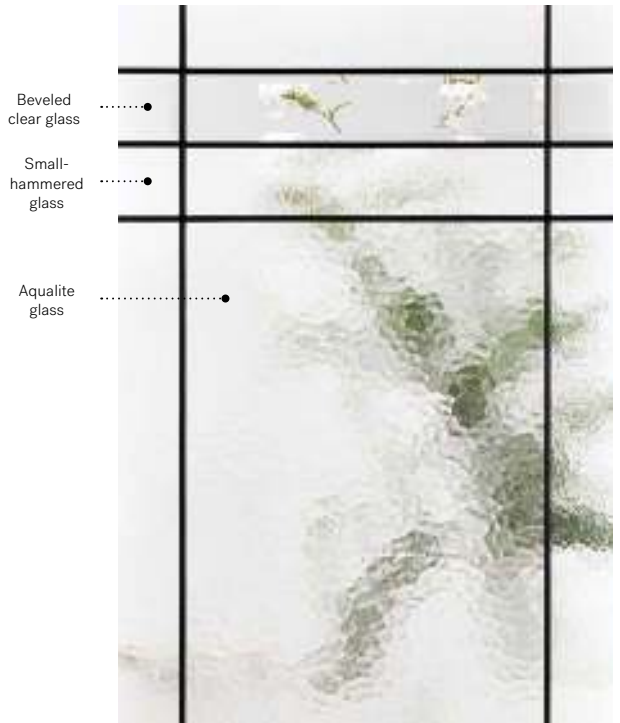 Beveled
clear glass
Small-
hammered
glass
Aqualite
glass